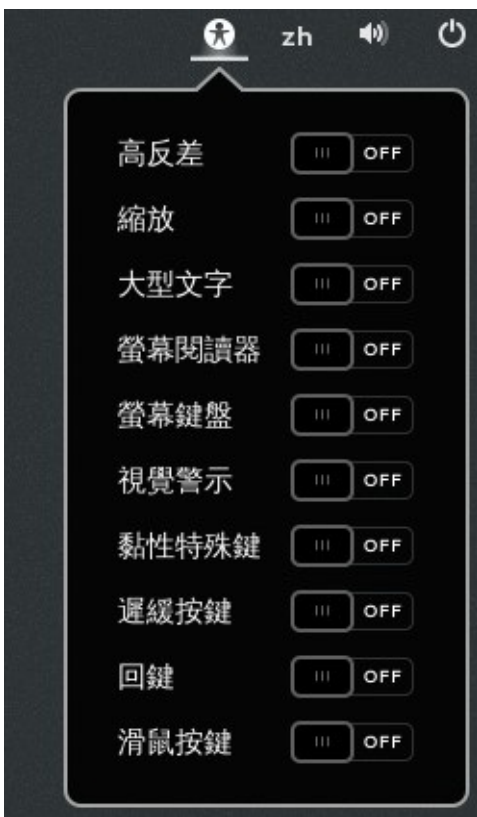 zh
高反差 OFF
縮放 OFF
大型文字 OFF
螢幕閱讀器 OFF
螢幕鍵盤 OFF
視覺警示 OFF
黏性特殊鍵 OFF
遲緩按鍵 OFF
回鍵 OFF
滑鼠按鍵 OFF